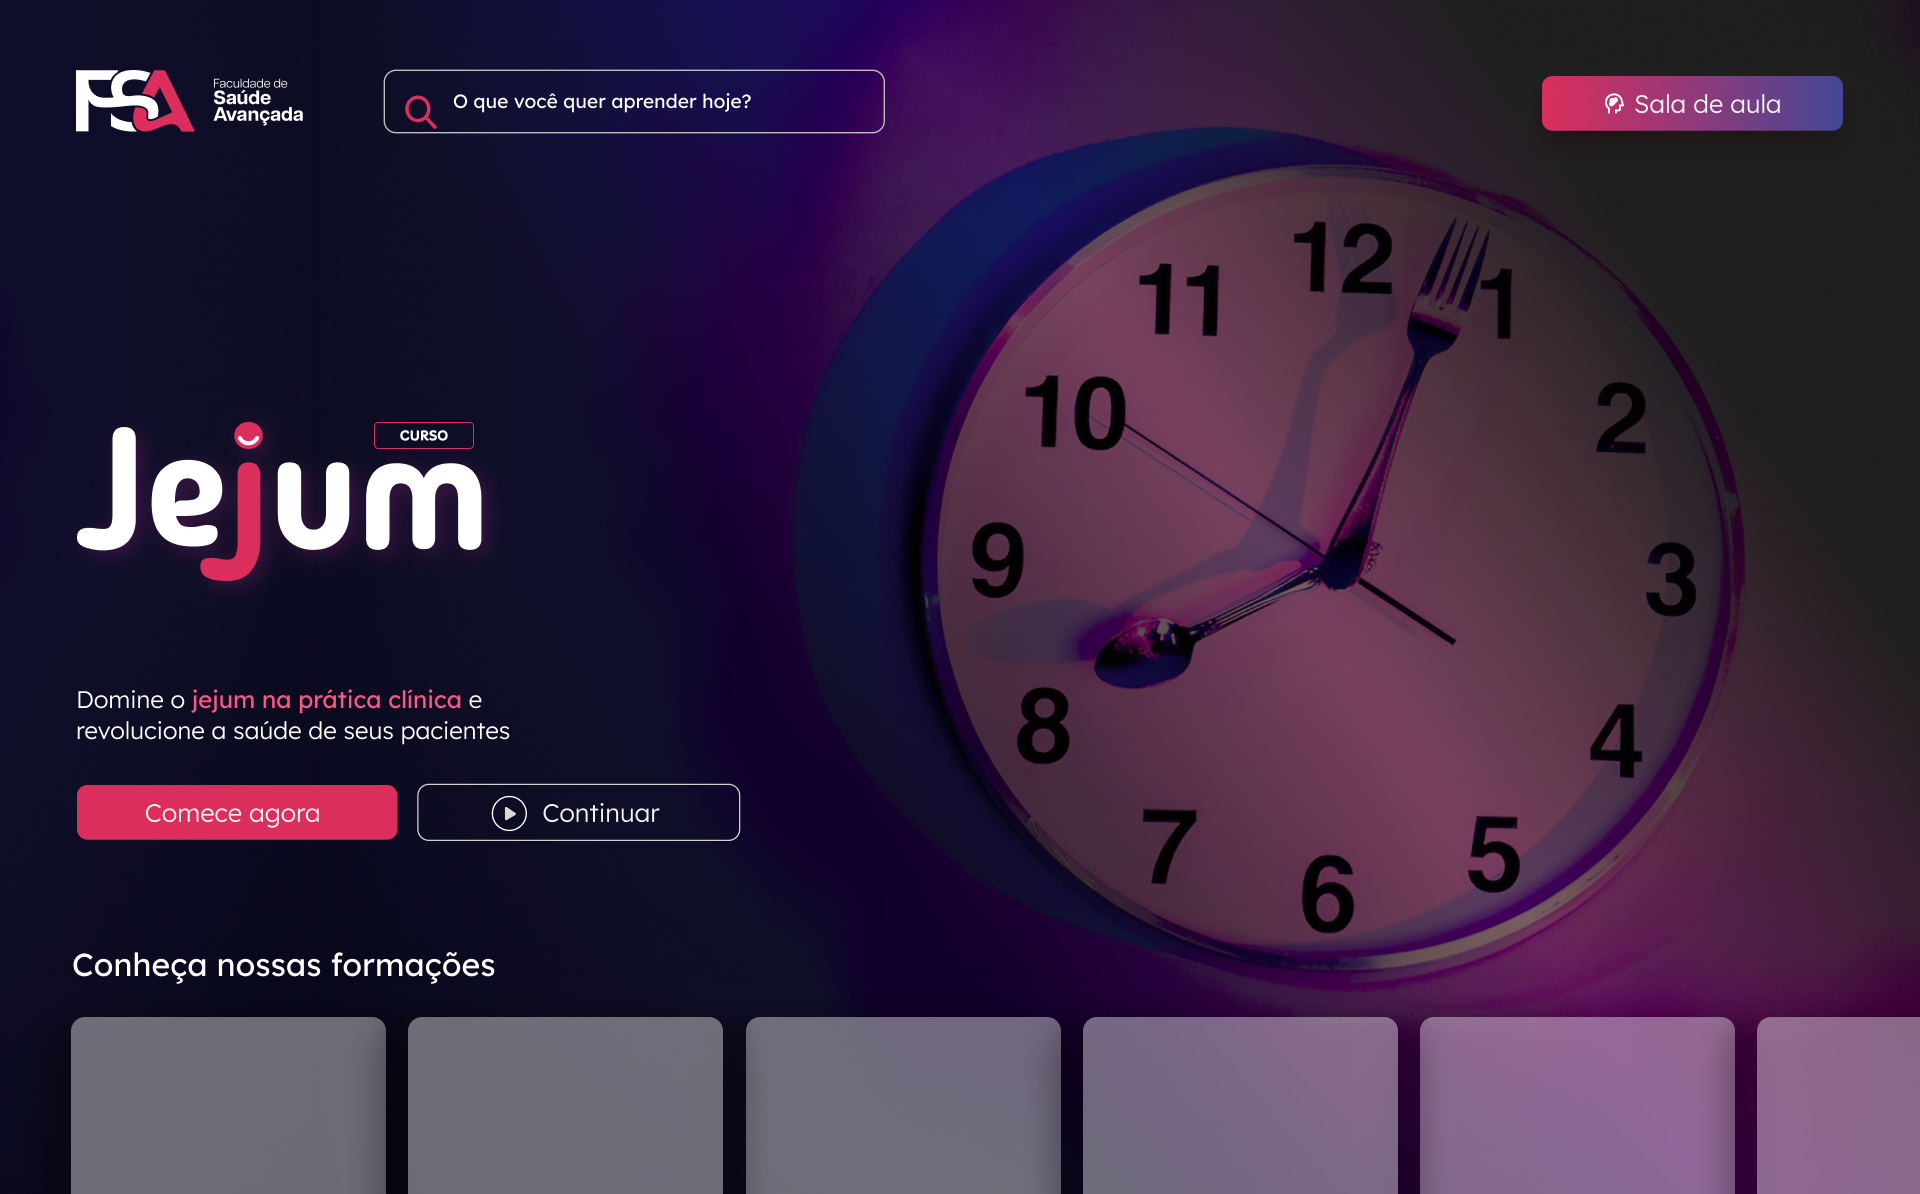 FSA
Faculdade de
Saúde
Avançada
O que você quer aprender hoje?
Sala de aula
12
11
1
10
2
9
3
8
4
7
5
6
CURSO
Jejum
Domine o jejum na prática clínica e
revolucione a saúde de seus pacientes
Comece agora
Continuar
Conheça nossas formações